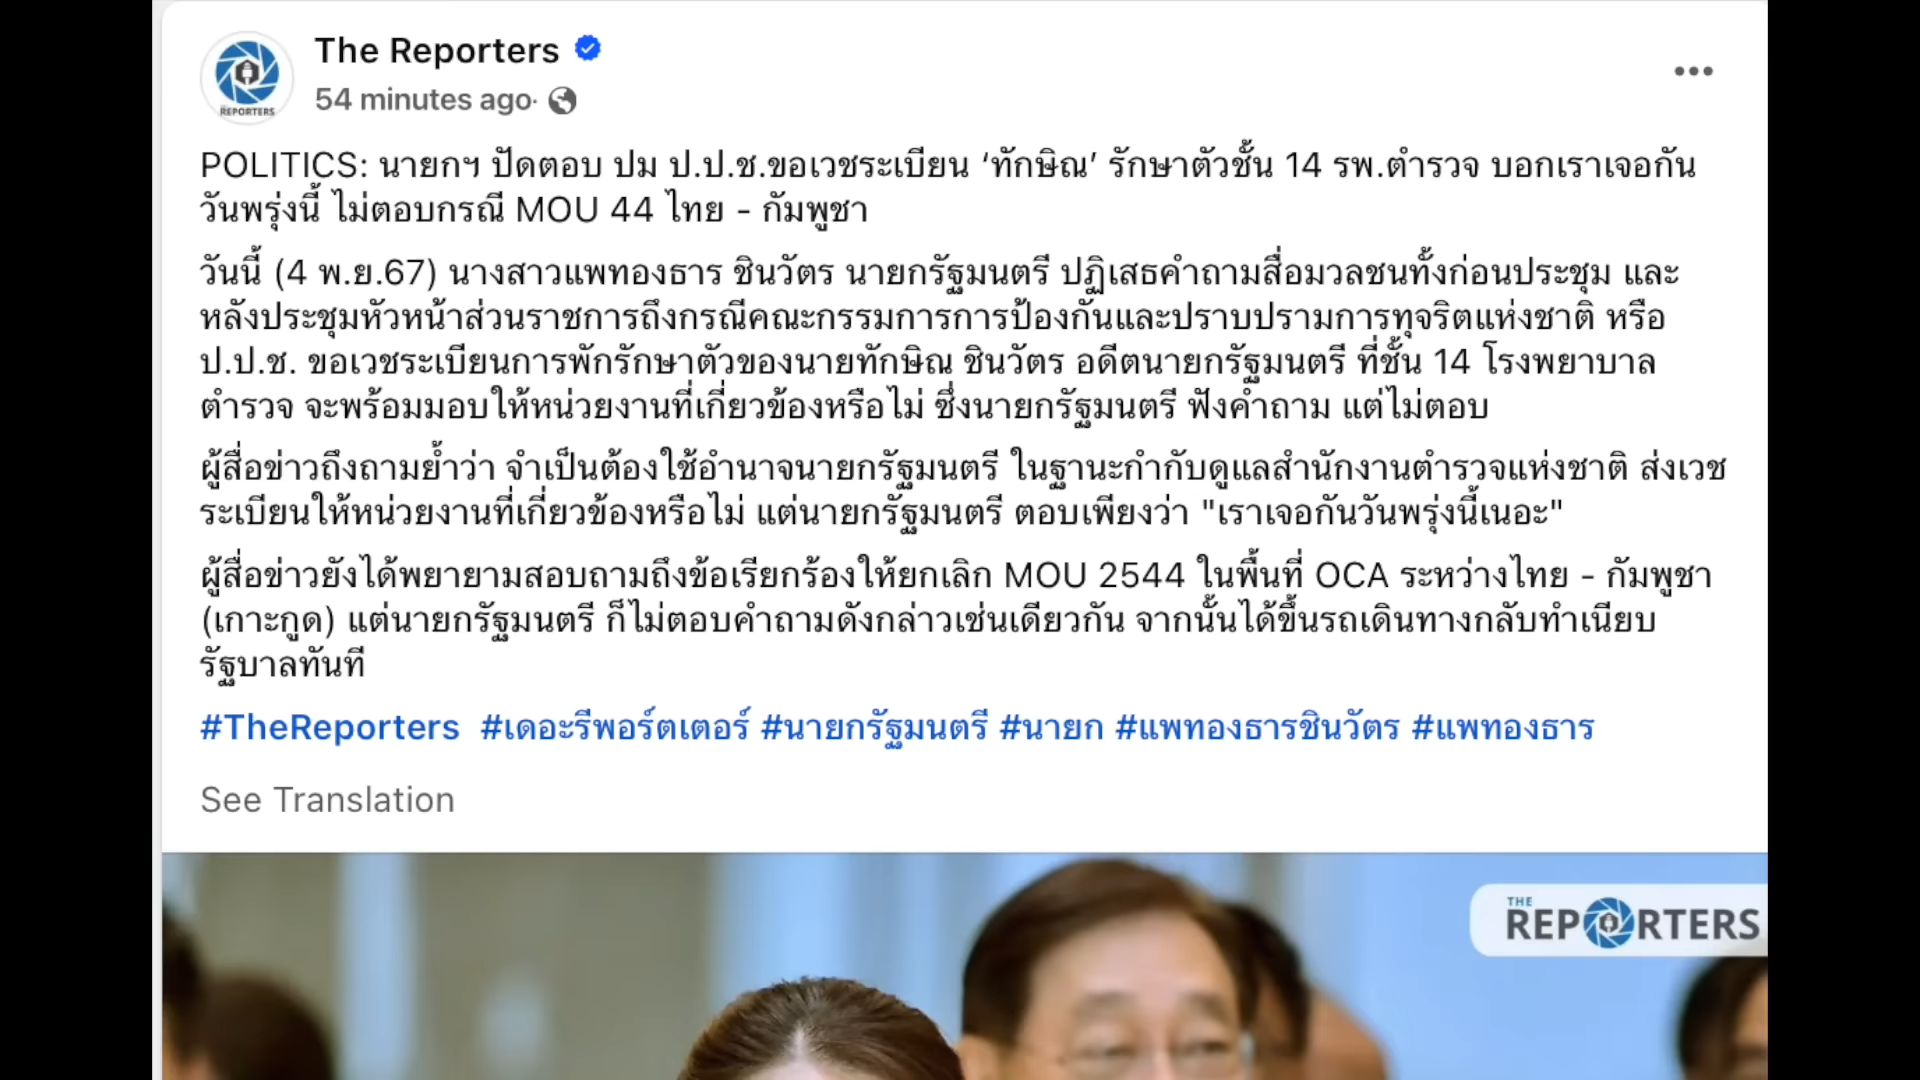 The Reporters
54 minutes ago·
REPORTERS
POLITICS: นายกฯ ปัดตอบ ปม ป.ป.ช.ขอเวชระเบียน ‘ทักษิณ’ รักษาตัวชั้น 14 รพ.ตำรวจ บอกเราเจอกัน
วันพรุ่งนี้ ไม่ตอบกรณี MOU 44 ไทย - กัมพูชา
วันนี้ (4 พ.ย.67) นางสาวแพทองธาร ชินวัตร นายกรัฐมนตรี ปฏิเสธคำถามสื่อมวลชนทั้งก่อนประชุม และ
หลังประชุมหัวหน้าส่วนราชการถึงกรณีคณะกรรมการการป้องกันและปราบปรามการทุจริตแห่งชาติ หรือ
ป.ป.ช. ขอเวชระเบียนการพักรักษาตัวของนายทักษิณ ชินวัตร อดีตนายกรัฐมนตรี ที่ชั้น 14 โรงพยาบาล
ตำรวจ จะพร้อมมอบให้หน่วยงานที่เกี่ยวข้องหรือไม่ ซึ่งนายกรัฐมนตรี ฟังคำถาม แต่ไม่ตอบ
ผู้สื่อข่าวถึงถามย้ำว่า จำเป็นต้องใช้อำนาจนายกรัฐมนตรี ในฐานะกำกับดูแลสำนักงานตำรวจแห่งชาติ ส่งเวช
ระเบียนให้หน่วยงานที่เกี่ยวข้องหรือไม่ แต่นายกรัฐมนตรี ตอบเพียงว่า "เราเจอกันวันพรุ่งนี้เนอะ"
ผู้สื่อข่าวยังได้พยายามสอบถามถึงข้อเรียกร้องให้ยกเลิก MOU 2544 ในพื้นที่ OCA ระหว่างไทย - กัมพูชา
(เกาะกูด) แต่นายกรัฐมนตรี ก็ไม่ตอบคำถามดังกล่าวเช่นเดียวกัน จากนั้นได้ขึ้นรถเดินทางกลับทำเนียบ
รัฐบาลทันที
#TheReporters #เดอะรีพอร์ตเตอร์ #นายกรัฐมนตรี #นายก #แพทองธารชินวัตร #แพทองธาร
See Translation
THE
REPORTERS